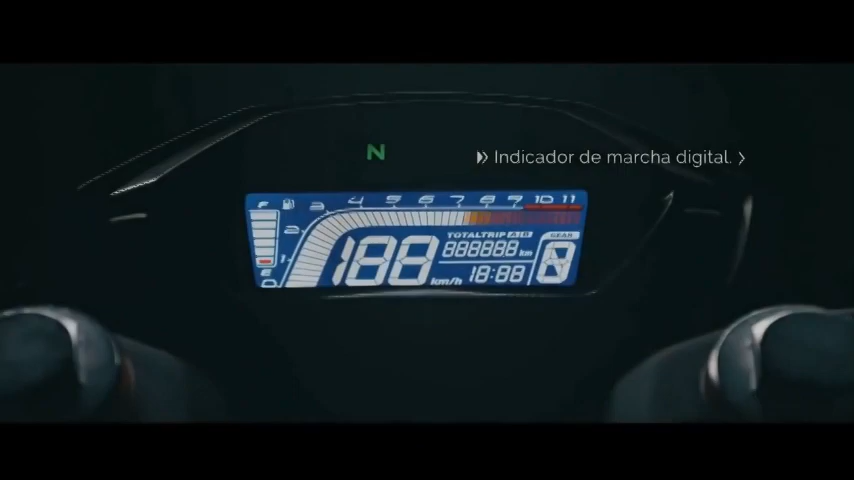 N
Indicador de marcha digital.
F 3 4 5 6 7 8 9 10 11
2
TOTALTRIP A B GEAR
188 888888 km 8
1
E
km/h 18:88